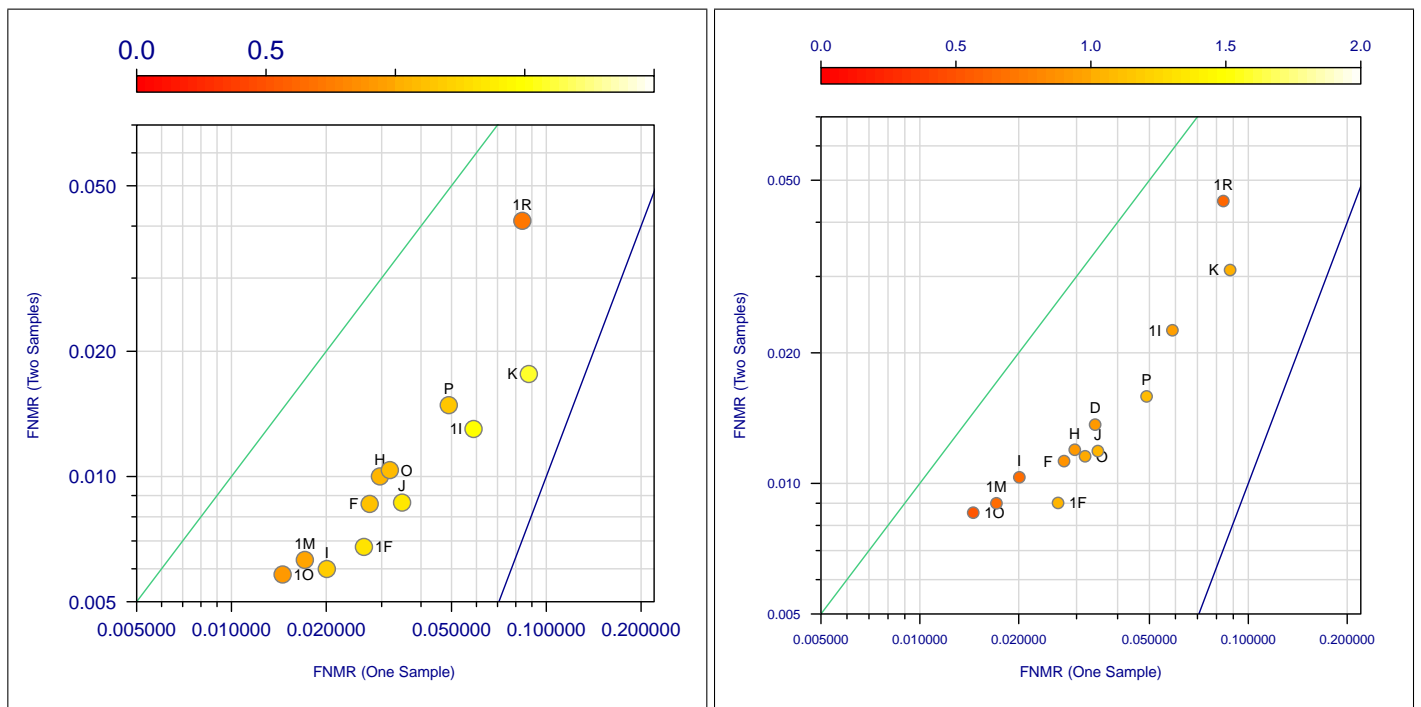 0.0 0.5
FNMR (Two Samples)
0.050
0.020
0.010
0.005
1R
K
P
1I
H
O
J
F
1F
1M
I
1O
0.005000 0.010000 0.020000 0.050000 0.100000 0.200000
FNMR (One Sample)
0.0 0.5 1.0 1.5 2.0
FNMR (Two Samples)
0.050
0.020
0.010
0.005
1R
K
1I
P
D
H
J
O
F
I
1M
1F
1O
0.005000 0.010000 0.020000 0.050000 0.100000 0.200000
FNMR (One Sample)